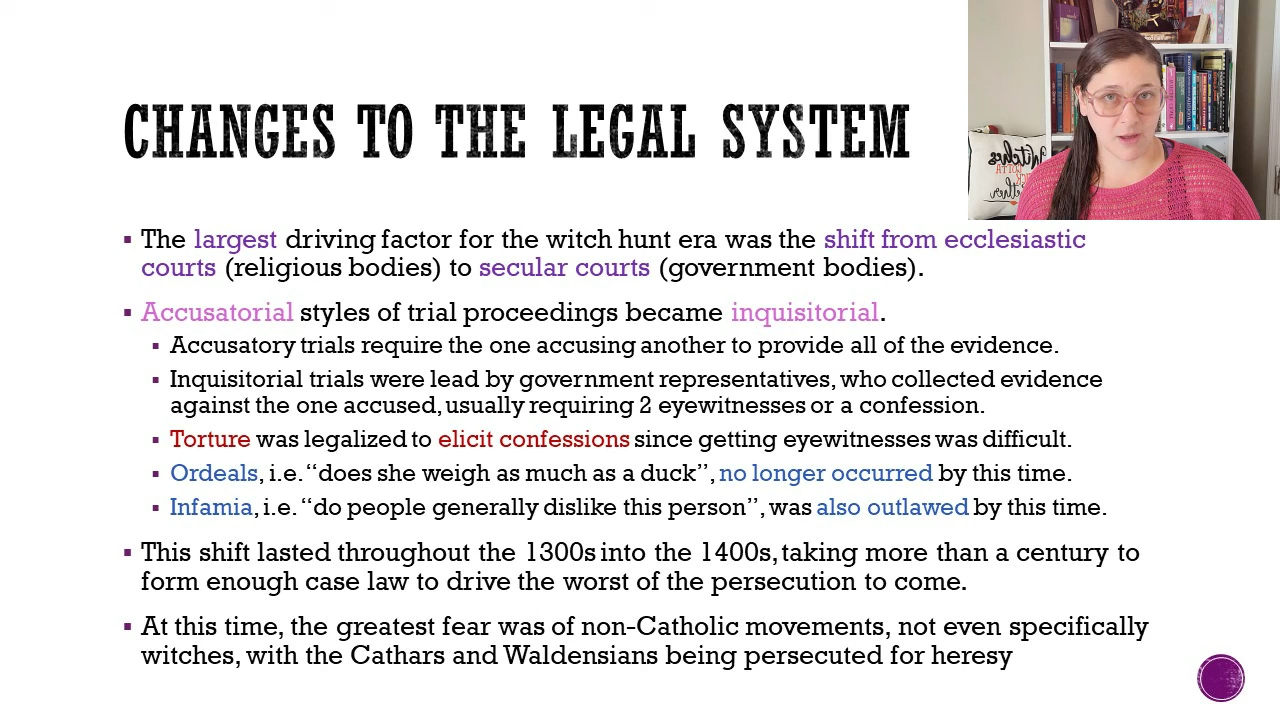 CHANGES TO THE LEGAL SYSTEM
▪ The largest driving factor for the witch hunt era was the shift from ecclesiastic
courts (religious bodies) to secular courts (government bodies).
▪ Accusatorial styles of trial proceedings became inquisitorial.
▪ Accusatory trials require the one accusing another to provide all of the evidence.
▪ Inquisitorial trials were lead by government representatives, who collected evidence
against the one accused, usually requiring 2 eyewitnesses or a confession.
▪ Torture was legalized to elicit confessions since getting eyewitnesses was difficult.
▪ Ordeals, i.e. “does she weigh as much as a duck”, no longer occurred by this time.
▪ Infamia, i.e. “do people generally dislike this person”, was also outlawed by this time.
▪ This shift lasted throughout the 1300s into the 1400s, taking more than a century to
form enough case law to drive the worst of the persecution to come.
▪ At this time, the greatest fear was of non-Catholic movements, not even specifically
witches, with the Cathars and Waldensians being persecuted for heresy
Witches